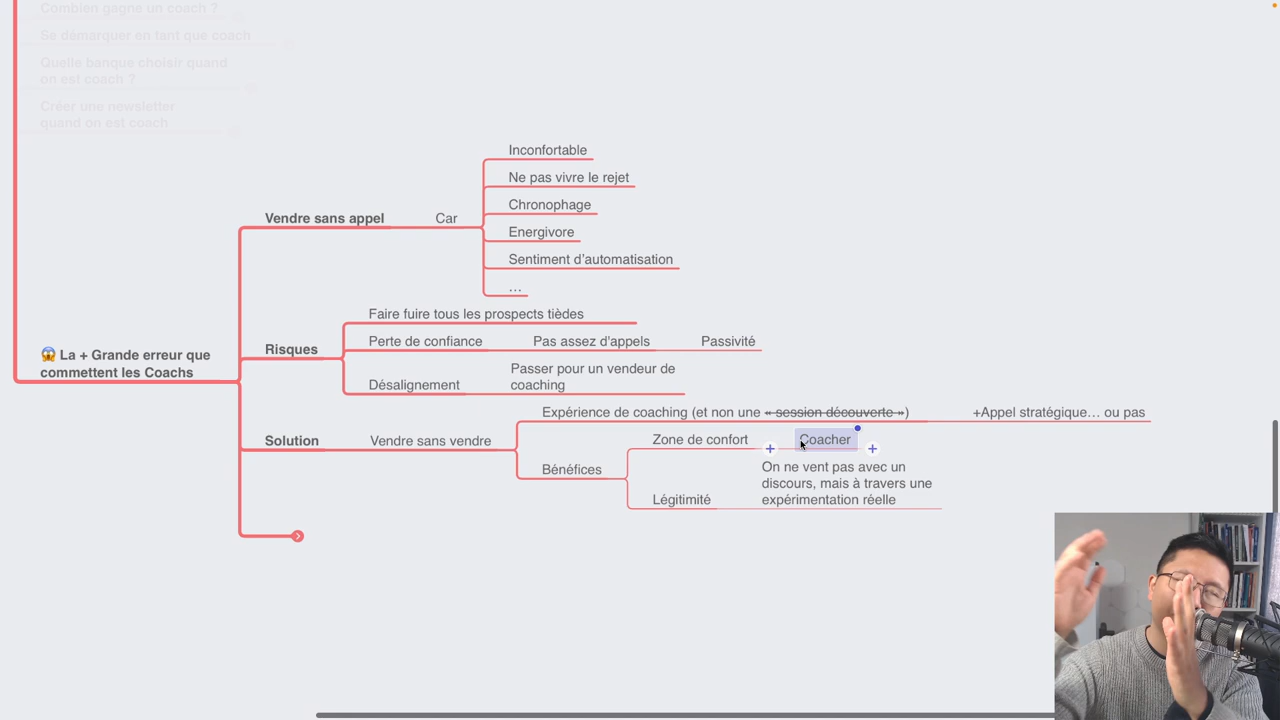 Combien gagne un coach ?
Se démarquer en tant que coach
Quelle banque choisir quand
on est coach ?
Créer une newsletter
quand on est coach
Inconfortable
Ne pas vivre le rejet
Vendre sans appel
Car
Chronophage
Energivore
Sentiment d'automatisation
…
Faire fuire tous les prospects tièdes
Risques
Perte de confiance
Pas assez d'appels
Passivité
😱 La + Grande erreur que
commettent les Coachs
Désalignement
Passer pour un vendeur de
coaching
Expérience de coaching (et non une « session découverte »)
+Appel stratégique… ou pas
Solution
Vendre sans vendre
Zone de confort
Coacher
Bénéfices
Légitimité
On ne vent pas avec un
discours, mais à travers une
expérimentation réelle